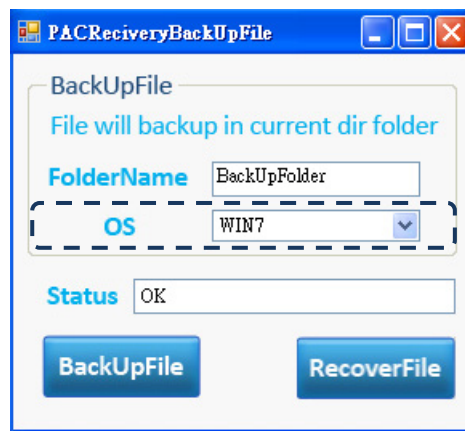 PACReciveryBackUpFile
BackUpFile
File will backup in current dir folder
FolderName BackUpFolder
OS WIN7
Status OK
BackUpFile RecoverFile